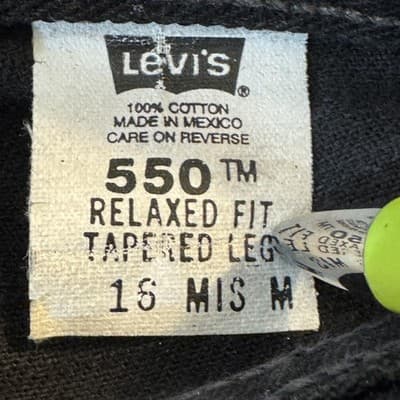 LEVI'S®
100% COTTON
MADE IN MEXICO
CARE ON REVERSE
550™
RELAXED FIT
TAPERED LEG
16 MIS M